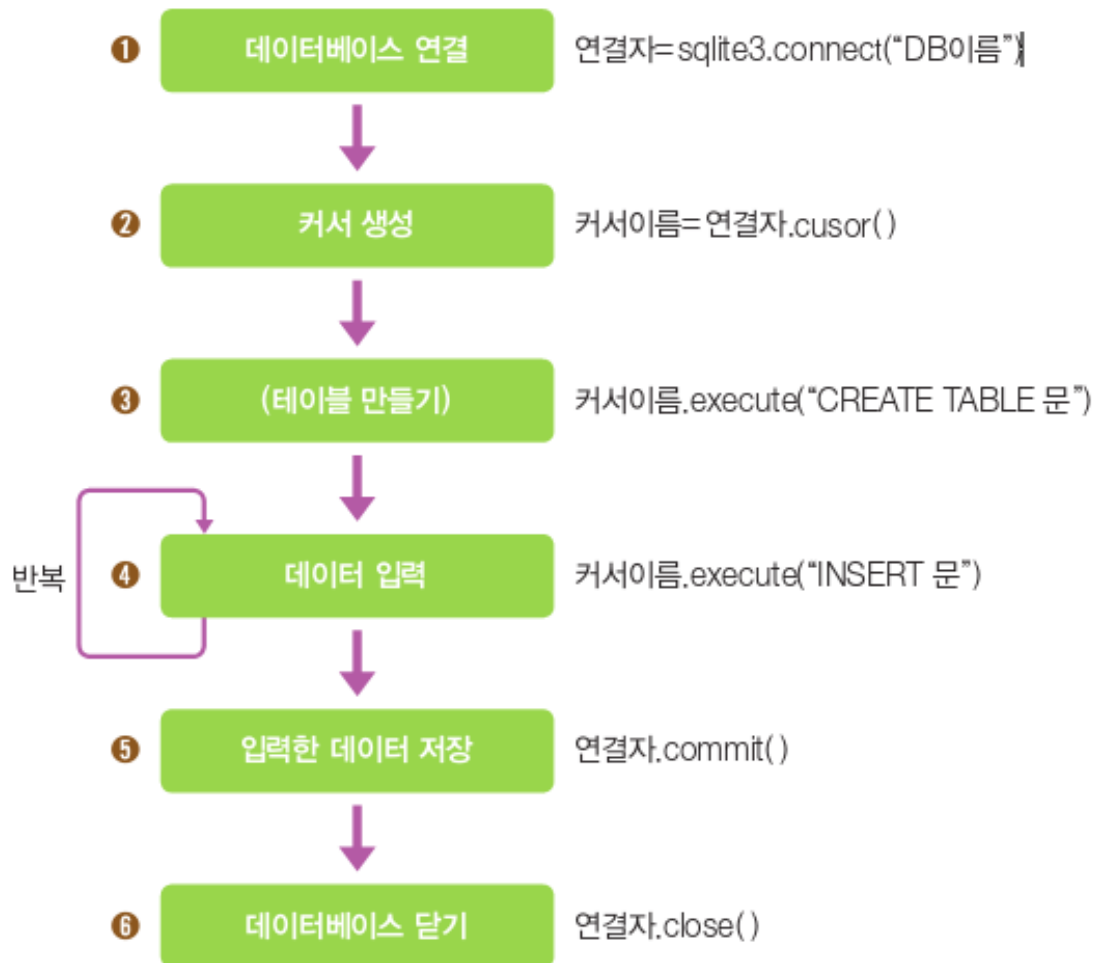 ❶ 데이터베이스 연결 연결자=sqlite3.connect(“DB이름”)
❷ 커서 생성 커서이름=연결자.cusor()
❸ (테이블 만들기) 커서이름.execute(“CREATE TABLE 문”)
반복 ❹ 데이터 입력 커서이름.execute(“INSERT 문”)
❺ 입력한 데이터 저장 연결자.commit()
❻ 데이터베이스 닫기 연결자.close()